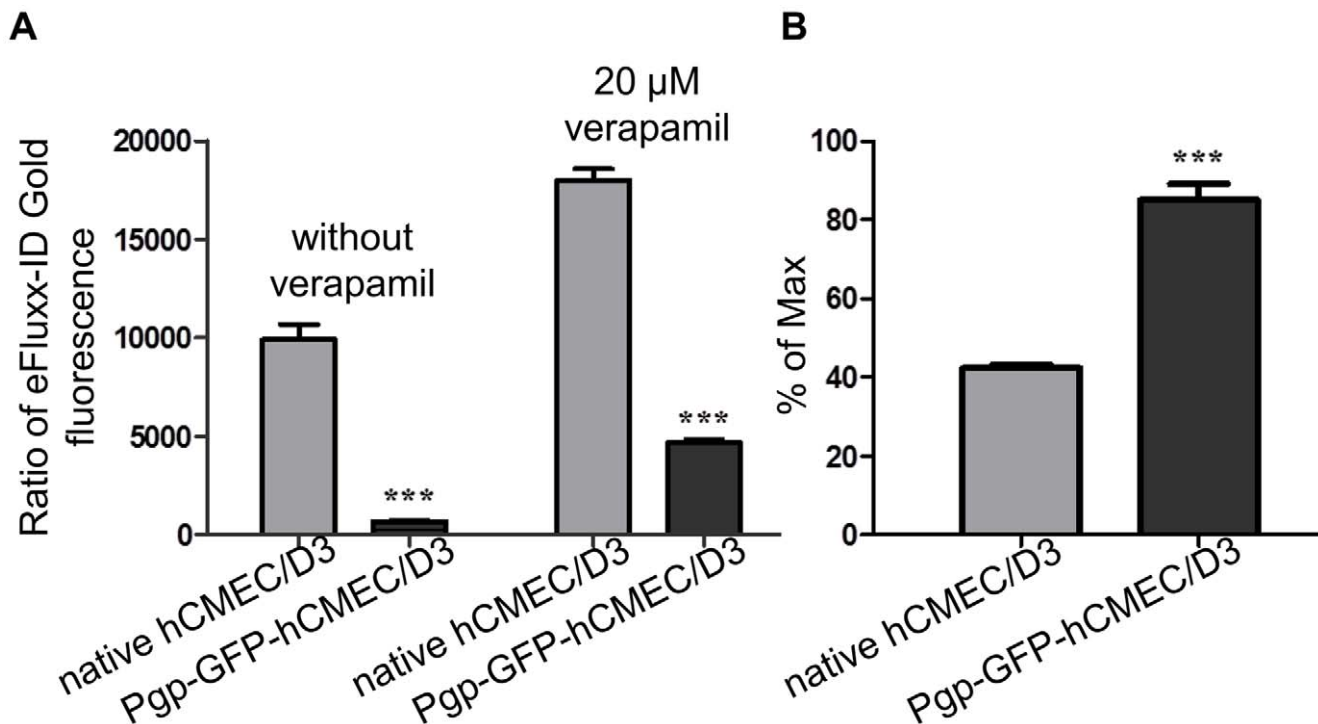 A
Ratio of eFluxx-ID Gold
fluorescence
20000
15000
10000
5000
0
without
verapamil
20 µM
verapamil
***
***
native hCMEC/D3
Pgp-GFP-hCMEC/D3
native hCMEC/D3
Pgp-GFP-hCMEC/D3
B
% of Max
100
80
60
40
20
0
***
native hCMEC/D3
Pgp-GFP-hCMEC/D3